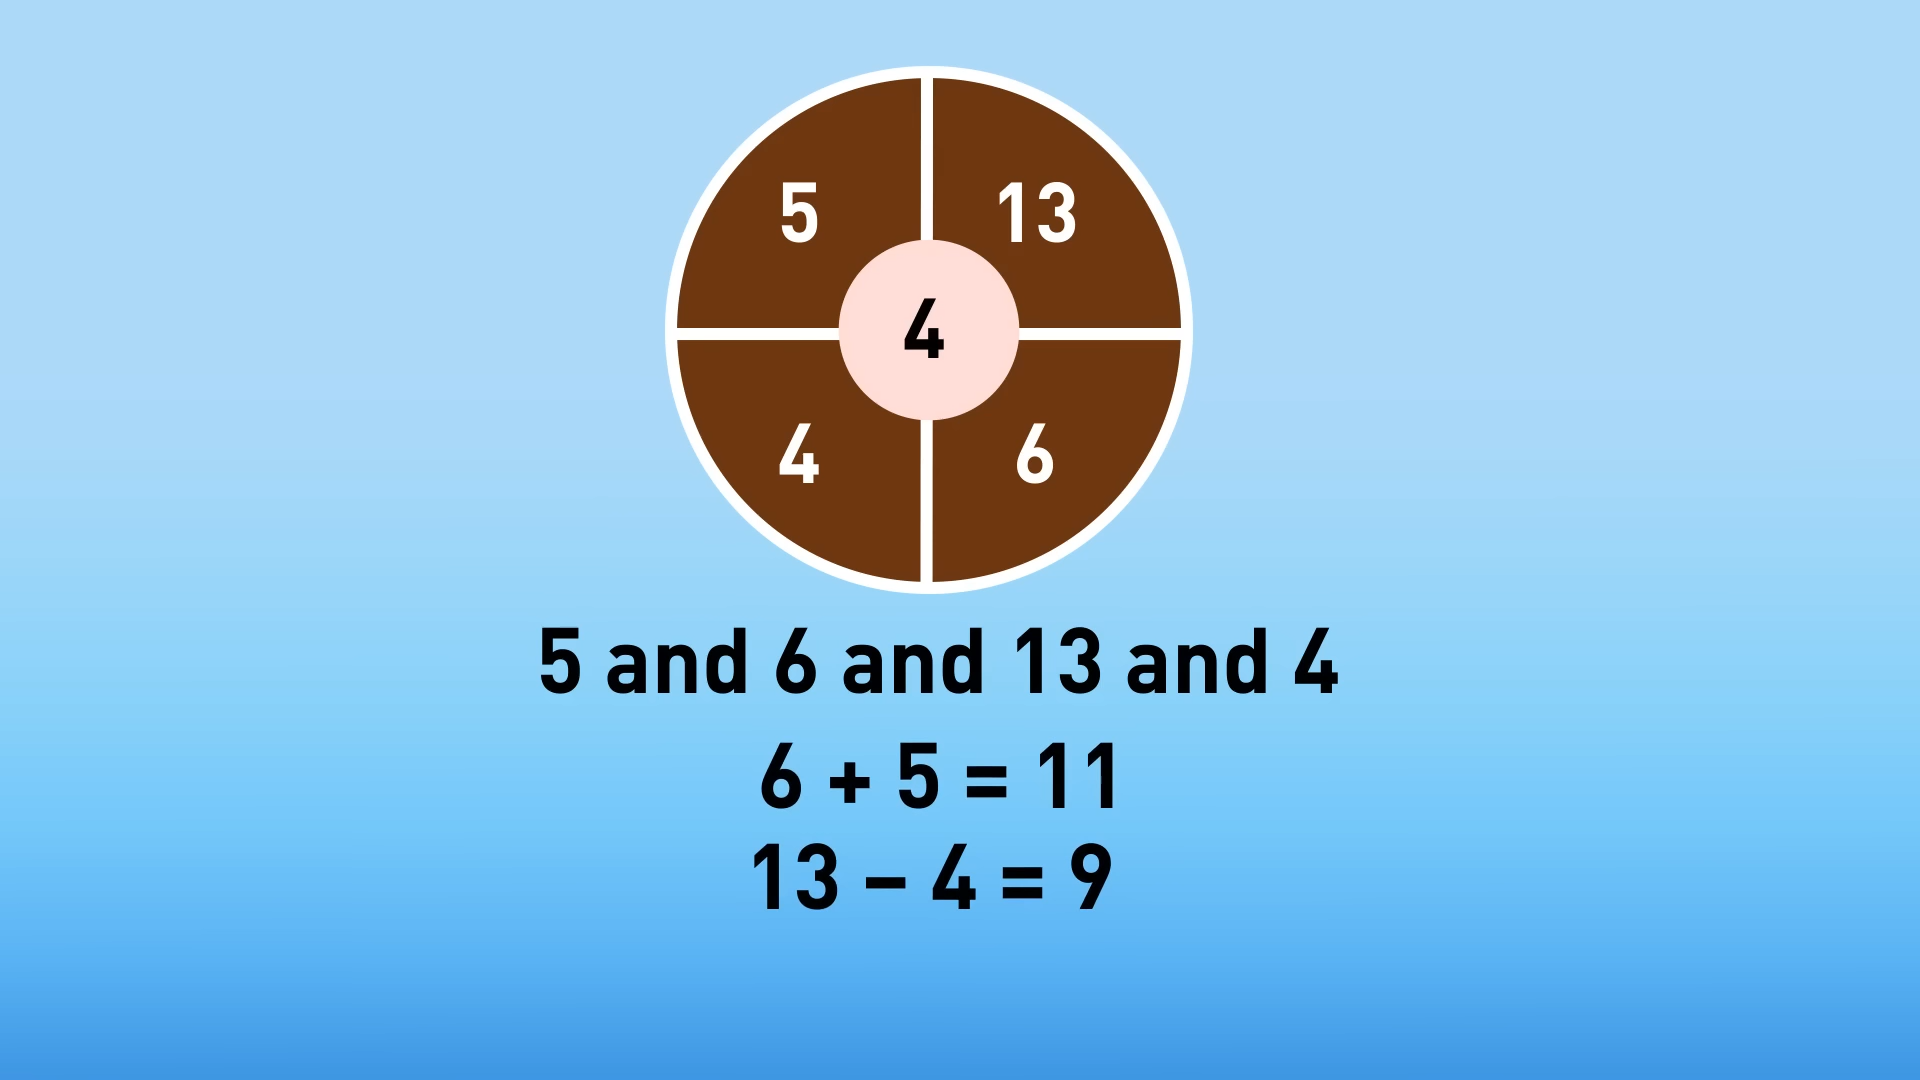 5 13
4
4 6
5 and 6 and 13 and 4
6 + 5 = 11
13 – 4 = 9